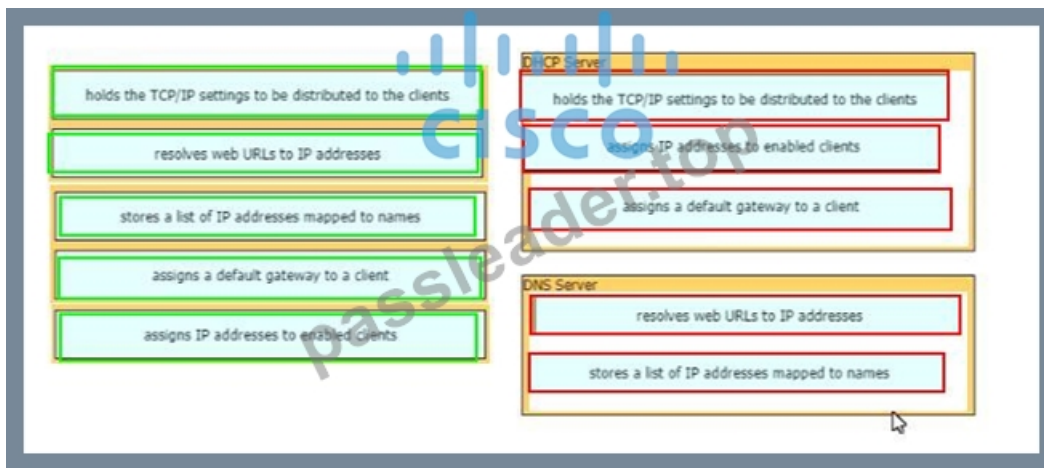 holds the TCP/IP settings to be distributed to the clients
resolves web URLs to IP addresses
stores a list of IP addresses mapped to names
assigns a default gateway to a client
assigns IP addresses to enabled clients
DHCP Server
holds the TCP/IP settings to be distributed to the clients
assigns IP addresses to enabled clients
assigns a default gateway to a client
DNS Server
resolves web URLs to IP addresses
stores a list of IP addresses mapped to names
CISCO
passleader.top